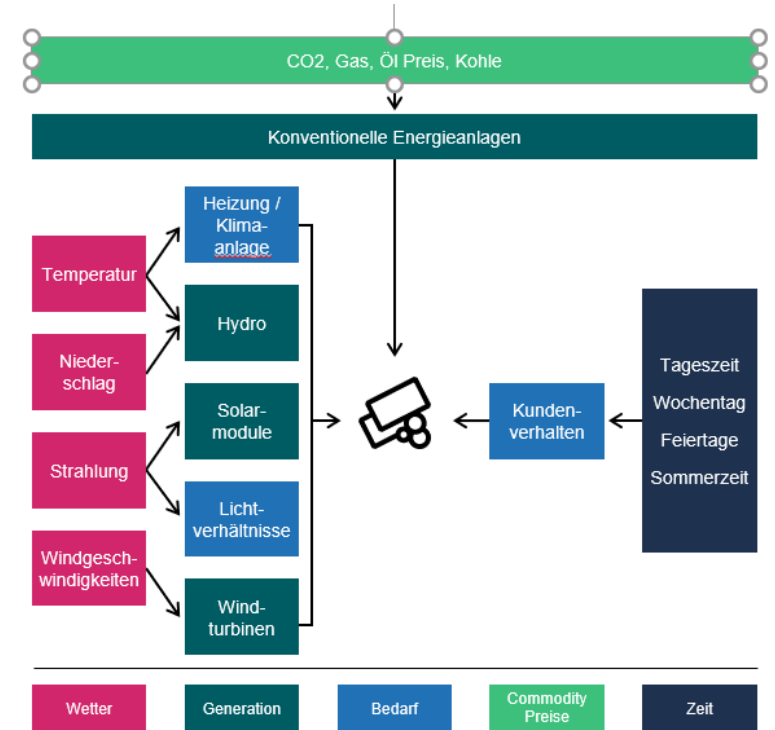 CO2, Gas, Öl Preis, Kohle
Konventionelle Energieanlagen
Heizung /
Klima-
anlage
Temperatur
Hydro
Nieder-
schlag
Solar-
module
Strahlung
Licht-
verhältnisse
Windgesch-
windigkeiten
Wind-
turbinen
Kunden-
verhalten
Tageszeit
Wochentag
Feiertage
Sommerzeit
Wetter
Generation
Bedarf
Commodity
Preise
Zeit